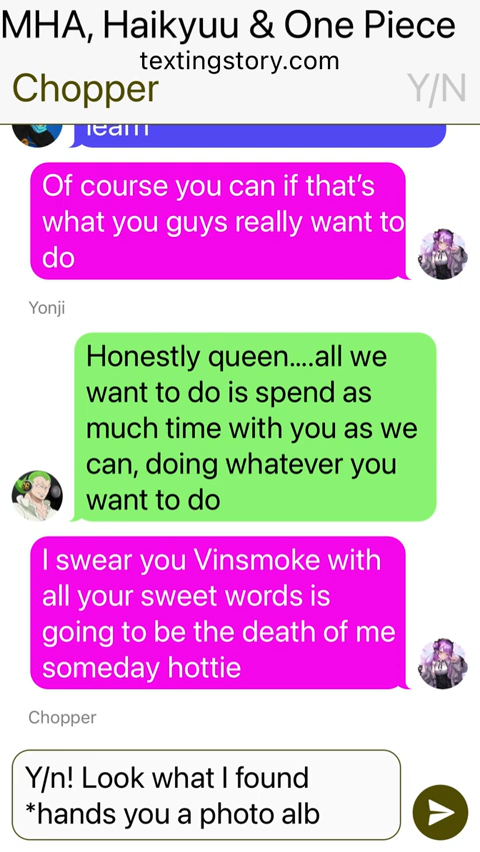 MHA, Haikyuu & One Piece
textingstory.com
Chopper
Y/N
learn
Of course you can if that's
what you guys really want to
do
Yonji
Honestly queen....all we
want to do is spend as
much time with you as we
can, doing whatever you
want to do
I swear you Vinsmoke with
all your sweet words is
going to be the death of me
someday hottie
Chopper
Y/n! Look what I found
*hands you a photo alb